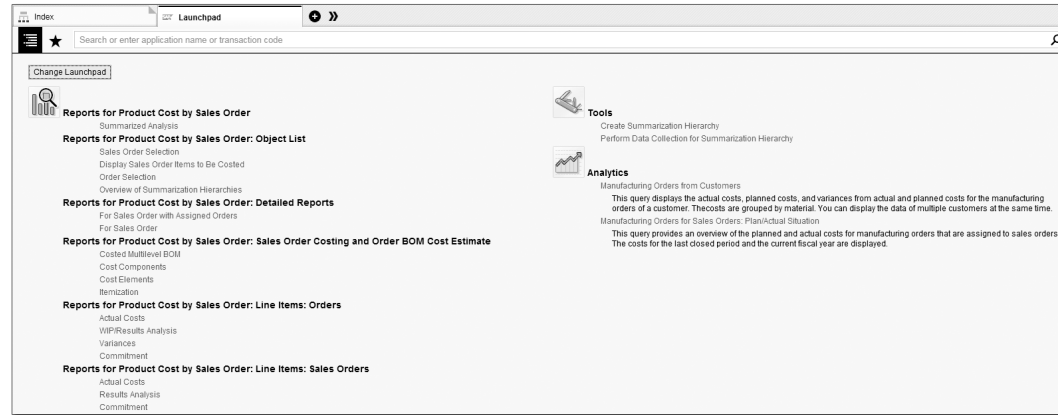 Index
Launchpad
Search or enter application name or transaction code
Change Launchpad
Reports for Product Cost by Sales Order
Summarized Analysis
Reports for Product Cost by Sales Order: Object List
Sales Order Selection
Display Sales Order Items to Be Costed
Order Selection
Overview of Summarization Hierarchies
Reports for Product Cost by Sales Order: Detailed Reports
For Sales Order with Assigned Orders
For Sales Order
Reports for Product Cost by Sales Order: Sales Order Costing and Order BOM Cost Estimate
Costed Multilevel BOM
Cost Components
Cost Elements
Itemization
Reports for Product Cost by Sales Order: Line Items: Orders
Actual Costs
WIP/Results Analysis
Variances
Commitment
Reports for Product Cost by Sales Order: Line Items: Sales Orders
Actual Costs
Results Analysis
Commitment
Tools
Create Summarization Hierarchy
Perform Data Collection for Summarization Hierarchy
Analytics
Manufacturing Orders from Customers
This query displays the actual costs, planned costs, and variances from actual and planned costs for the manufacturing
orders of a customer. Thecosts are grouped by material. You can display the data of multiple customers at the same time.
Manufacturing Orders for Sales Orders: Plan/Actual Situation
This query provides an overview of the planned and actual costs for manufacturing orders that are assigned to sales orders
The costs for the last closed period and the current fiscal year are displayed.